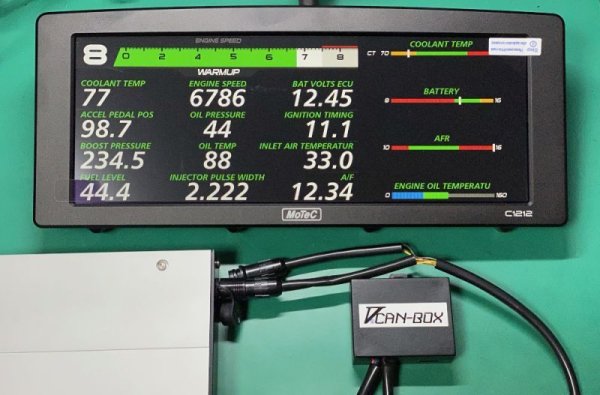 8
ENGINE SPEED
0 1 2 3 4 5 6 7 8
WARMUP
COOLANT TEMP ENGINE SPEED BAT VOLTS ECU
77 6786 12.45
ACCEL PEDAL POS OIL PRESSURE IGNITION TIMING
98.7 44 11.1
BOOST PRESSURE OIL TEMP INLET AIR TEMPERATUR
234.5 88 33.0
FUEL LEVEL INJECTOR PULSE WIDTH A/F
44.4 2.222 12.34
COOLANT TEMP
CT 70
BATTERY
8 16
AFR
10 16
ENGINE OIL TEMPERATU
0 160
MoTeC
C1212
VCAN-BOX